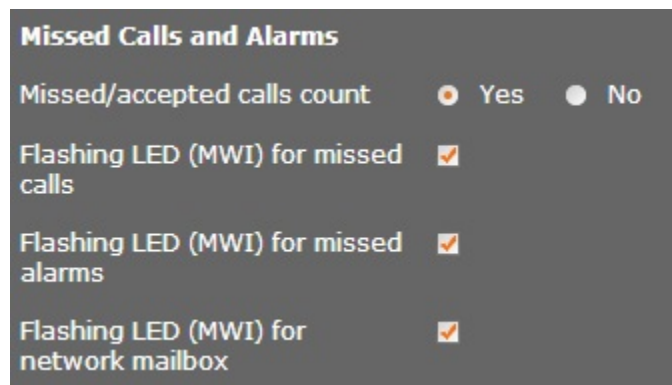 Missed Calls and Alarms
Missed/accepted calls count Yes No
Flashing LED (MWI) for missed
calls
Flashing LED (MWI) for missed
alarms
Flashing LED (MWI) for
network mailbox